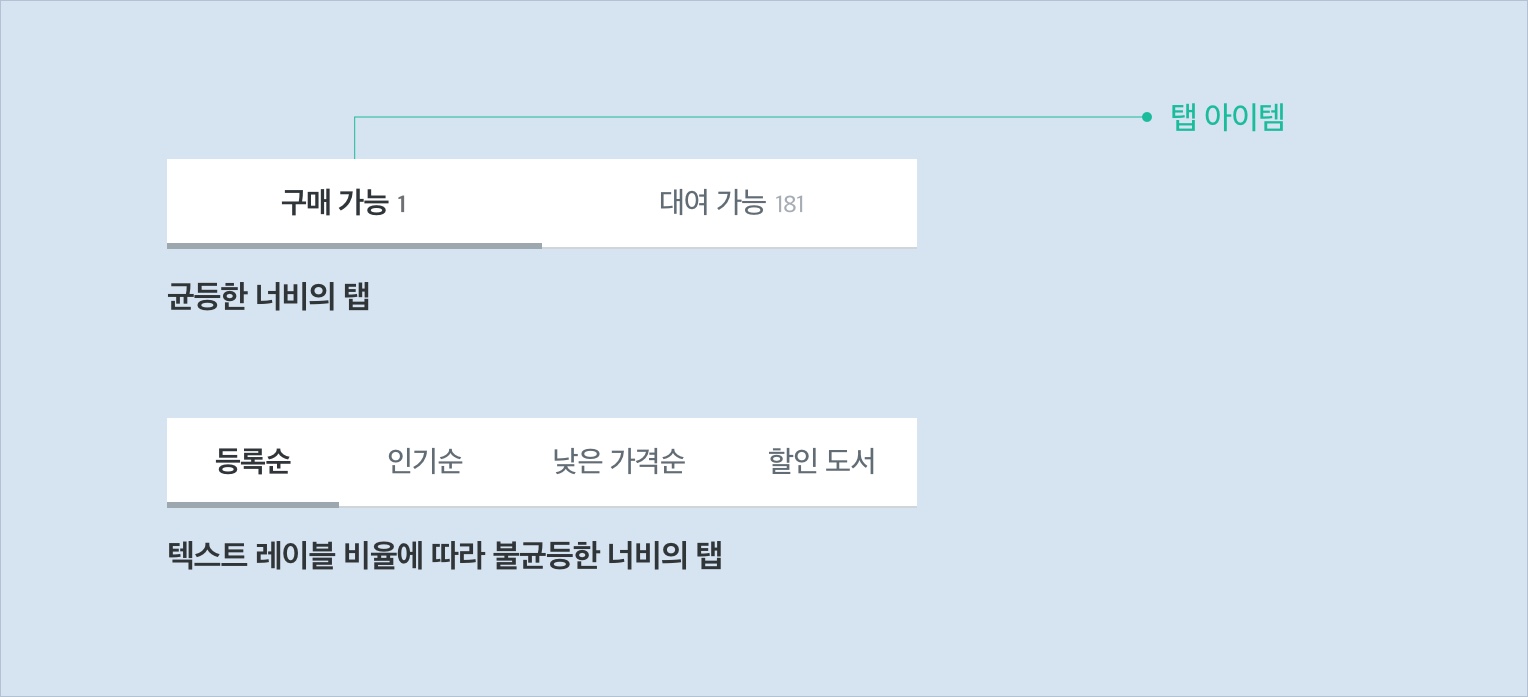 탭 아이템
구매 가능 1 대여 가능 181
균등한 너비의 탭
등록순 인기순 낮은 가격순 할인 도서
텍스트 레이블 비율에 따라 불균등한 너비의 탭